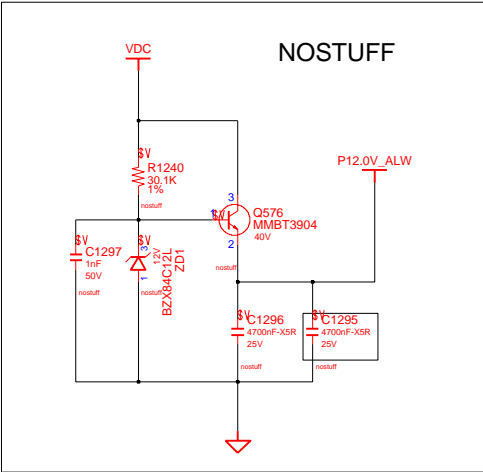 NOSTUFF
VDC
P12.0V_ALW
$V
R1240
30.1K
1%
nostuff
3
1
$V
Q576
MMBT3904
40V
2
nostuff
$V
C1297
1nF
50V
nostuff
$V
3
12V
BZX84C12L
ZD1
1
nostuff
$V
C1296
4700nF-X5R
25V
nostuff
$V
C1295
4700nF-X5R
25V
nostuff